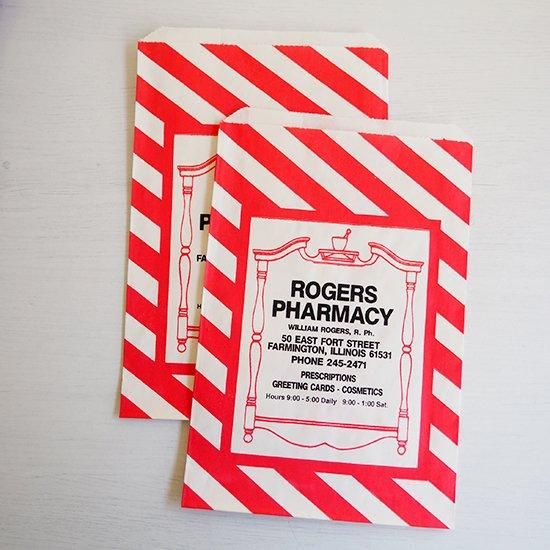 ROGERS
PHARMACY
WILLIAM ROGERS, R. Ph.
50 EAST FORT STREET
FARMINGTON, ILLINOIS 61531
PHONE 245-2471
PRESCRIPTIONS
GREETING CARDS - COSMETICS
Hours 9:00 - 5:00 Daily 9:00 - 1:00 Sat.
P
FA
H